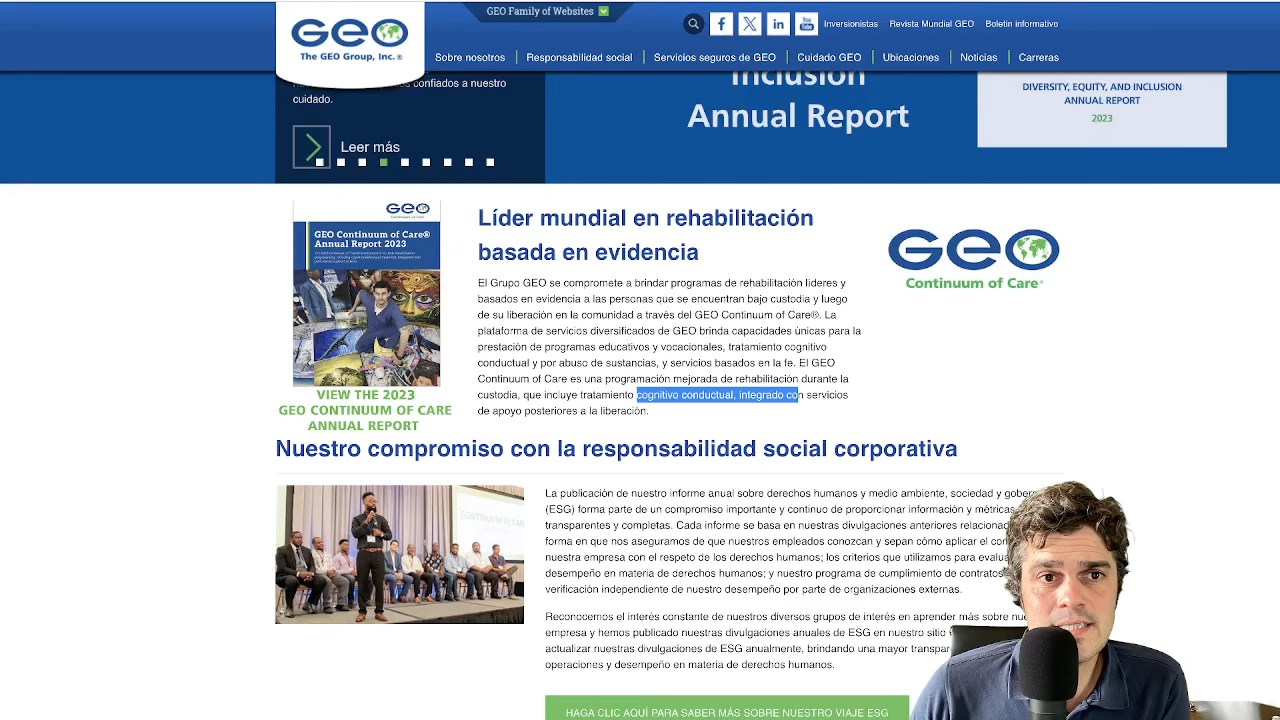 GEO Family of Websites
GEO
The GEO Group, Inc.®
Inversionistas
Revista Mundial GEO
Boletin informativo
Sobre nosotros
Responsabilidad social
Servicios seguros de GEO
Cuidado GEO
Ubicaciones
Noticias
Carreras
confiados a nuestro
cuidado.
Leer más
Inclusion
Annual Report
DIVERSITY, EQUITY, AND INCLUSION
ANNUAL REPORT
2023
GEO
Continuum of Care®
GEO Continuum of Care®
Annual Report 2023
VIEW THE 2023
GEO CONTINUUM OF CARE
ANNUAL REPORT
Líder mundial en rehabilitación
basada en evidencia
El Grupo GEO se compromete a brindar programas de rehabilitación líderes y
basados en evidencia a las personas que se encuentran bajo custodia y luego
de su liberación en la comunidad a través del GEO Continuum of Care®. La
plataforma de servicios diversificados de GEO brinda capacidades únicas para la
prestación de programas educativos y vocacionales, tratamiento cognitivo
conductual y por abuso de sustancias, y servicios basados en la fe. El GEO
Continuum of Care es una programación mejorada de rehabilitación durante la
custodia, que incluye tratamiento cognitivo conductual, integrado con servicios
de apoyo posteriores a la liberación.
GEO
Continuum of Care®
Nuestro compromiso con la responsabilidad social corporativa
CONTINUUM OF CARE
La publicación de nuestro informe anual sobre derechos humanos y medio ambiente, sociedad y gober
(ESG) forma parte de un compromiso importante y continuo de proporcionar información y métricas
transparentes y completas. Cada informe se basa en nuestras divulgaciones anteriores relacionad
forma en que nos aseguramos de que nuestros empleados conozcan y sepan cómo aplicar el co
nuestra empresa con el respeto de los derechos humanos; los criterios que utilizamos para evalua
desempeño en materia de derechos humanos; y nuestro programa de cumplimiento de contratos
verificación independiente de nuestro desempeño por parte de organizaciones externas.
Reconocemos el interés constante de nuestros diversos grupos de interés en aprender más sobre nue
empresa y hemos publicado nuestras divulgaciones anuales de ESG en nuestro sitio
actualizar nuestras divulgaciones de ESG anualmente, brindando una mayor transpar
operaciones y desempeño en materia de derechos humanos.
HAGA CLIC AQUÍ PARA SABER MÁS SOBRE NUESTRO VIAJE ESG